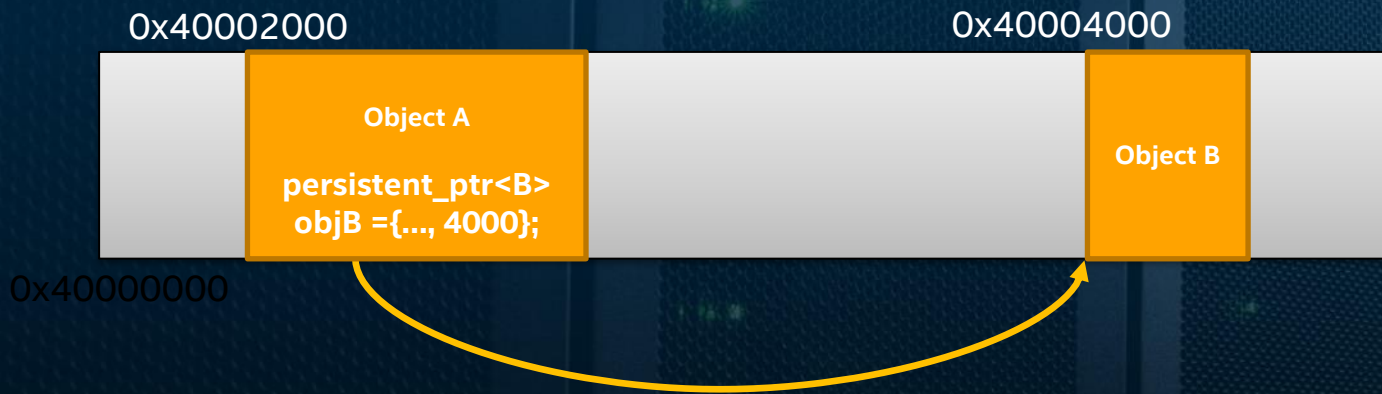 0x40002000
0x40004000
Object A
persistent_ptr<B>
objB ={..., 4000};
Object B
0x40000000